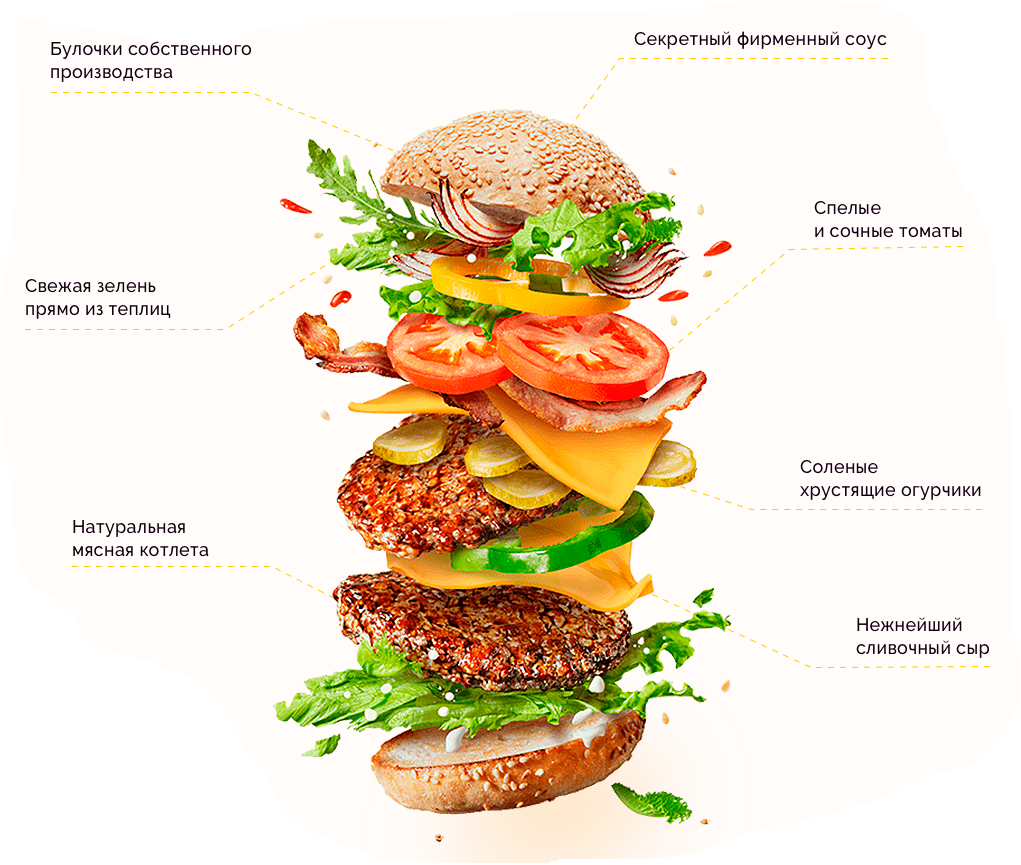 Булочки собственного
производства
Секретный фирменный соус
Спелые
и сочные томаты
Свежая зелень
прямо из теплиц
Соленые
хрустящие огурчики
Натуральная
мясная котлета
Нежнейший
сливочный сыр